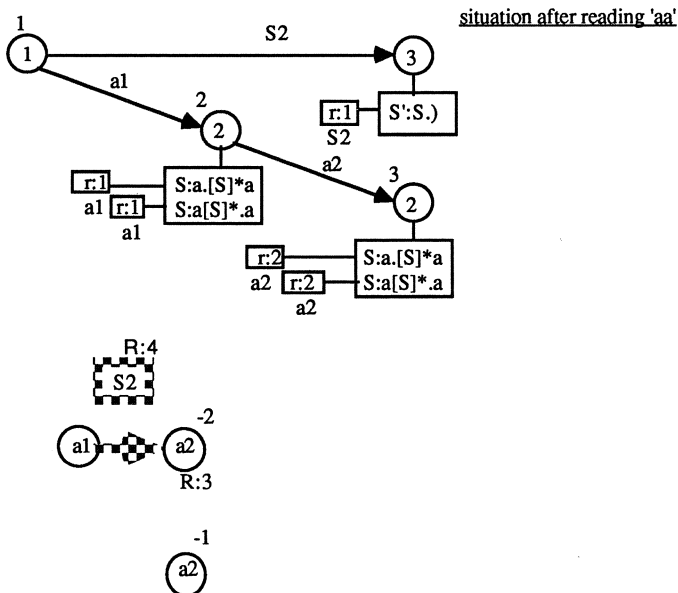 situation after reading 'aa'
1
S2
1
3
a1
2
r:1
S':S.)
S2
2
a2
3
r:1
S:a.[S]*a
a1
r:1
S:a[S]*.a
a1
2
r:2
S:a.[S]*a
a2
r:2
S:a[S]*.a
a2
R:4
S2
-2
a1
a2
R:3
-1
a2